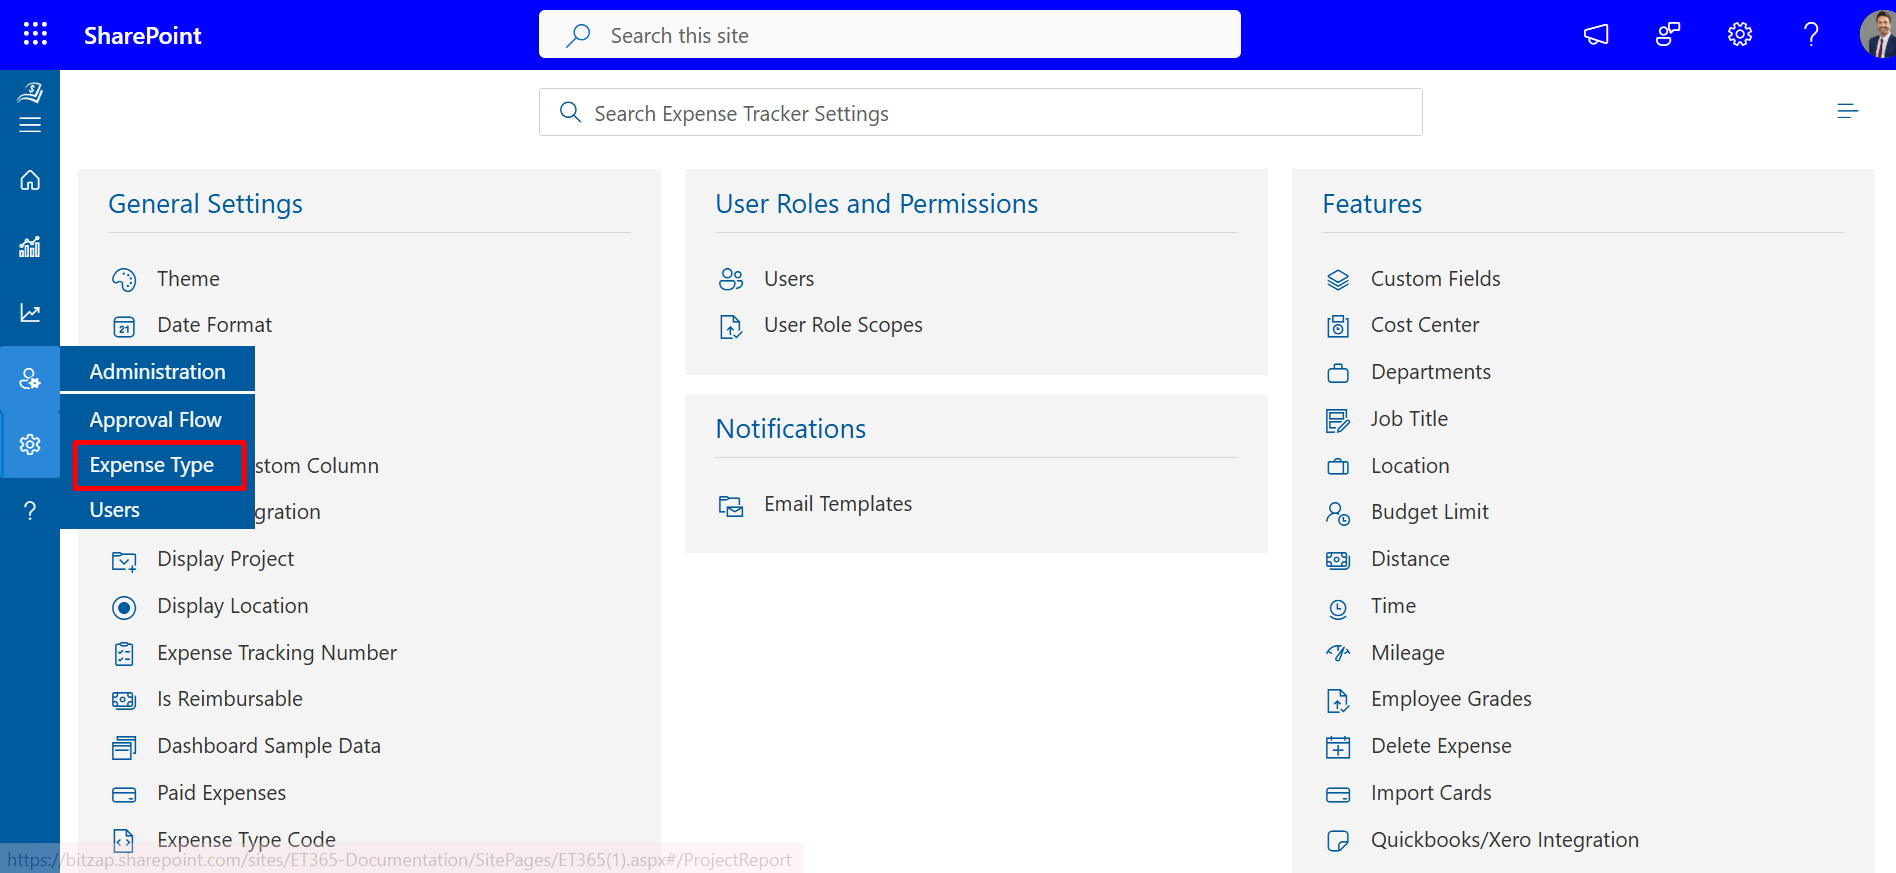 SharePoint
Search this site
Search Expense Tracker Settings
General Settings
Theme
21
Date Format
Administration
Approval Flow
Expense Type
stom Column
Users
gration
Display Project
Display Location
Expense Tracking Number
Is Reimbursable
Dashboard Sample Data
Paid Expenses
Expense Type Code
User Roles and Permissions
Users
User Role Scopes
Notifications
Email Templates
Features
Custom Fields
Cost Center
Departments
Job Title
Location
Budget Limit
Distance
Time
Mileage
Employee Grades
Delete Expense
Import Cards
Quickbooks/Xero Integration
https://bitzap.sharepoint.com/sites/ET365-Documentation/SitePages/ET365(1).aspx#/ProjectReport